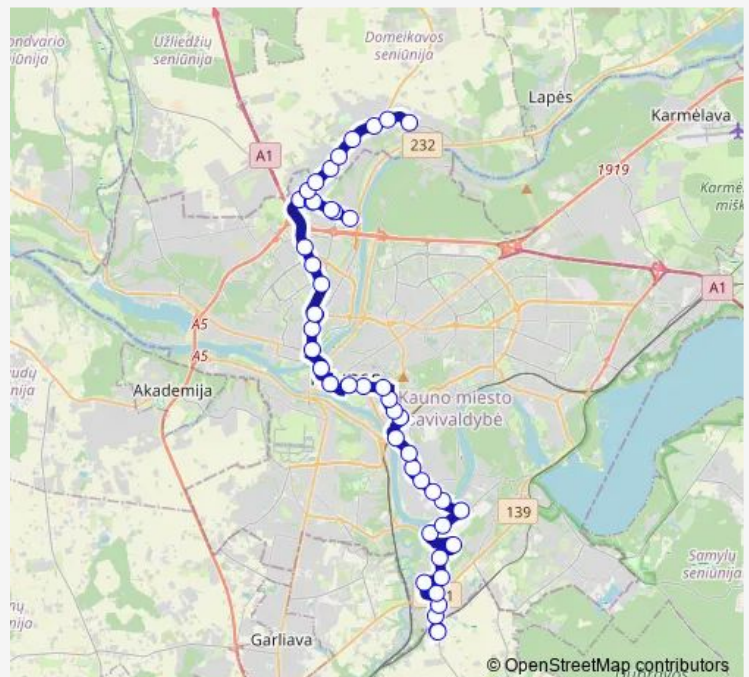 Užliedžių
seniūnija
Domeikavos
seniūnija
Lapės
Karmėlava
A1
232
1919
A1
A5
A5
Akademija
Kauno miesto
139
Samylų
seniūnija
Garliava
© OpenStreetMap contributors